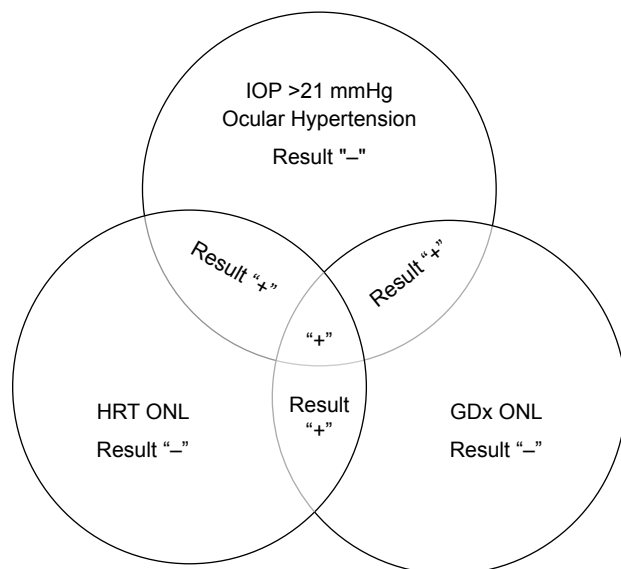 IOP >21 mmHg
Ocular Hypertension
Result "–"
Result “+”
Result “+”
“+”
HRT ONL
Result “–”
Result
“+”
GDx ONL
Result “–”